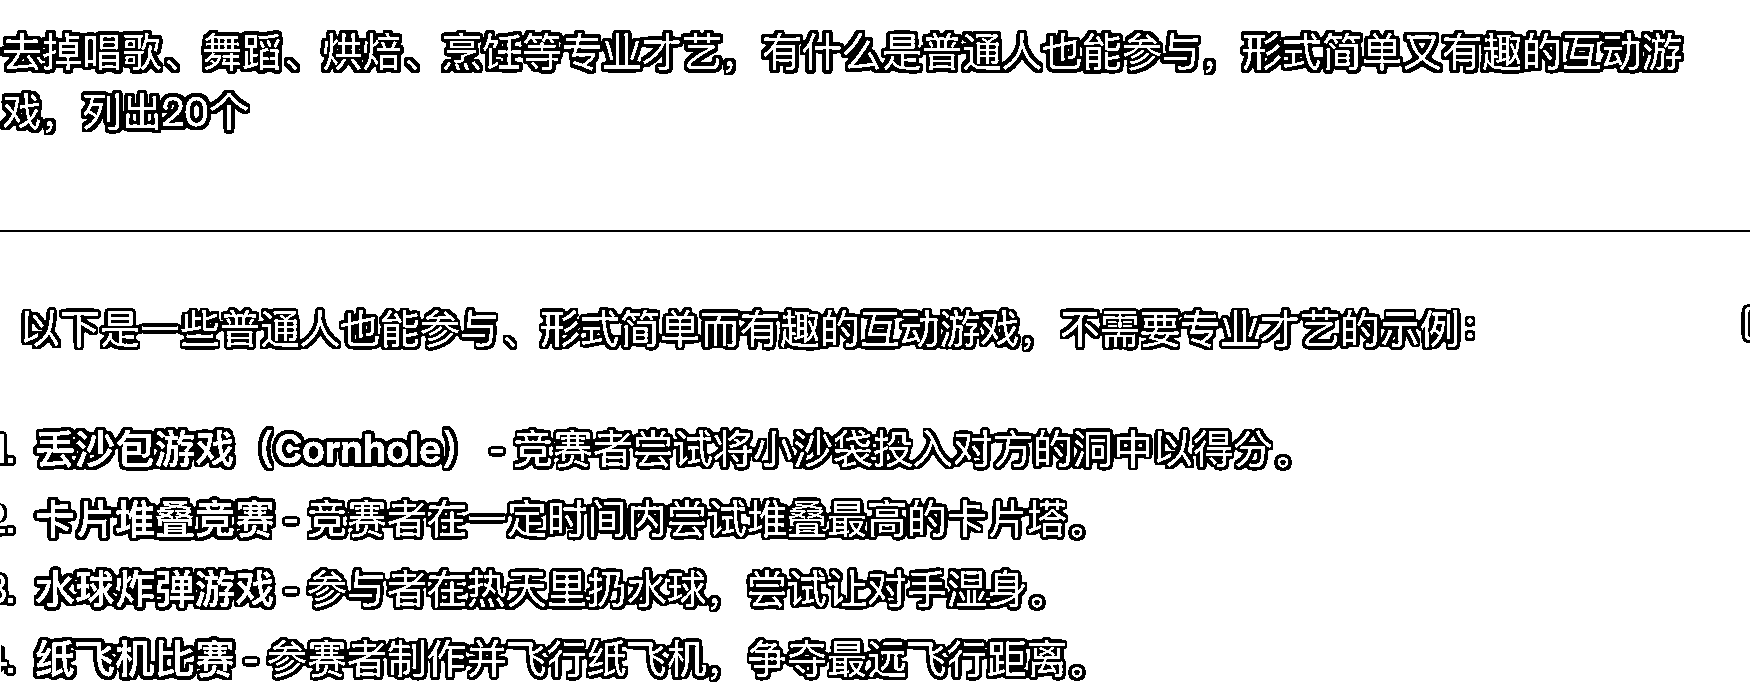 去掉唱歌、舞蹈、烘焙、烹饪等专业才艺，有什么是普通人也能参与，形式简单又有趣的互动游
戏，列出20个
以下是一些普通人也能参与、形式简单而有趣的互动游戏，不需要专业才艺的示例：
1. 丢沙包游戏（Cornhole） - 竞赛者尝试将小沙袋投入对方的洞中以得分。
2. 卡片堆叠竞赛 - 竞赛者在一定时间内尝试堆叠最高的卡片塔。
3. 水球炸弹游戏 - 参与者在热天里扔水球，尝试让对手湿身。
4. 纸飞机比赛 - 参赛者制作并飞行纸飞机，争夺最远飞行距离。